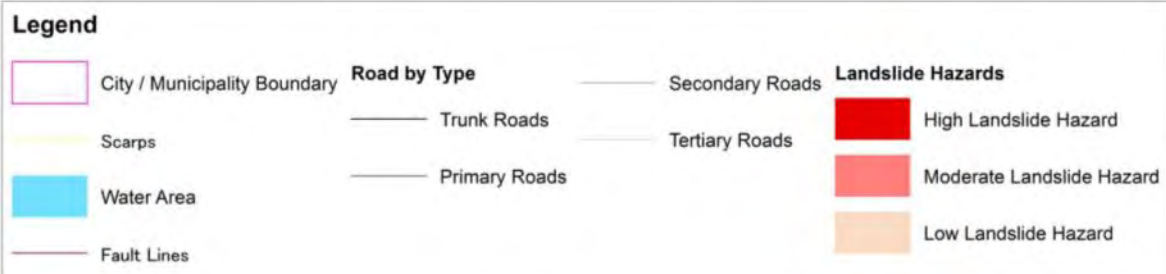 Legend
City / Municipality Boundary
Scarps
Water Area
Fault Lines
Road by Type
Trunk Roads
Primary Roads
Secondary Roads
Tertiary Roads
Landslide Hazards
High Landslide Hazard
Moderate Landslide Hazard
Low Landslide Hazard